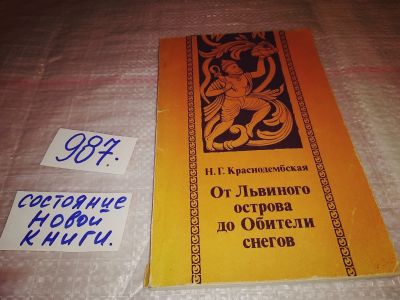 987.
СОСТОЯНИЕ
НОВОЙ
КНИГИ.
Н. Г. Краснодембская
От Львиного
острова
до Обители
снегов